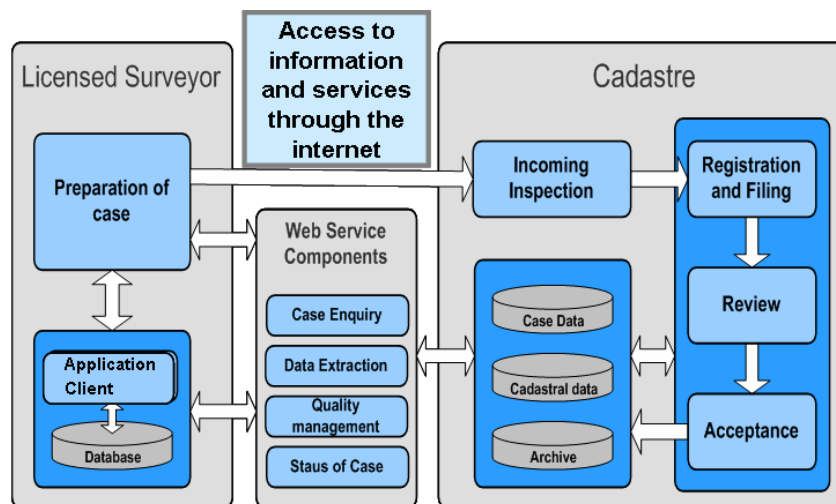 Access to
information
and services
through the
internet
Licensed Surveyor
Preparation of
case
Application
Client
Database
Web Service
Components
Case Enquiry
Data Extraction
Quality
management
Staus of Case
Cadastre
Incoming
Inspection
Registration
and Filing
Case Data
Cadastral data
Archive
Review
Acceptance